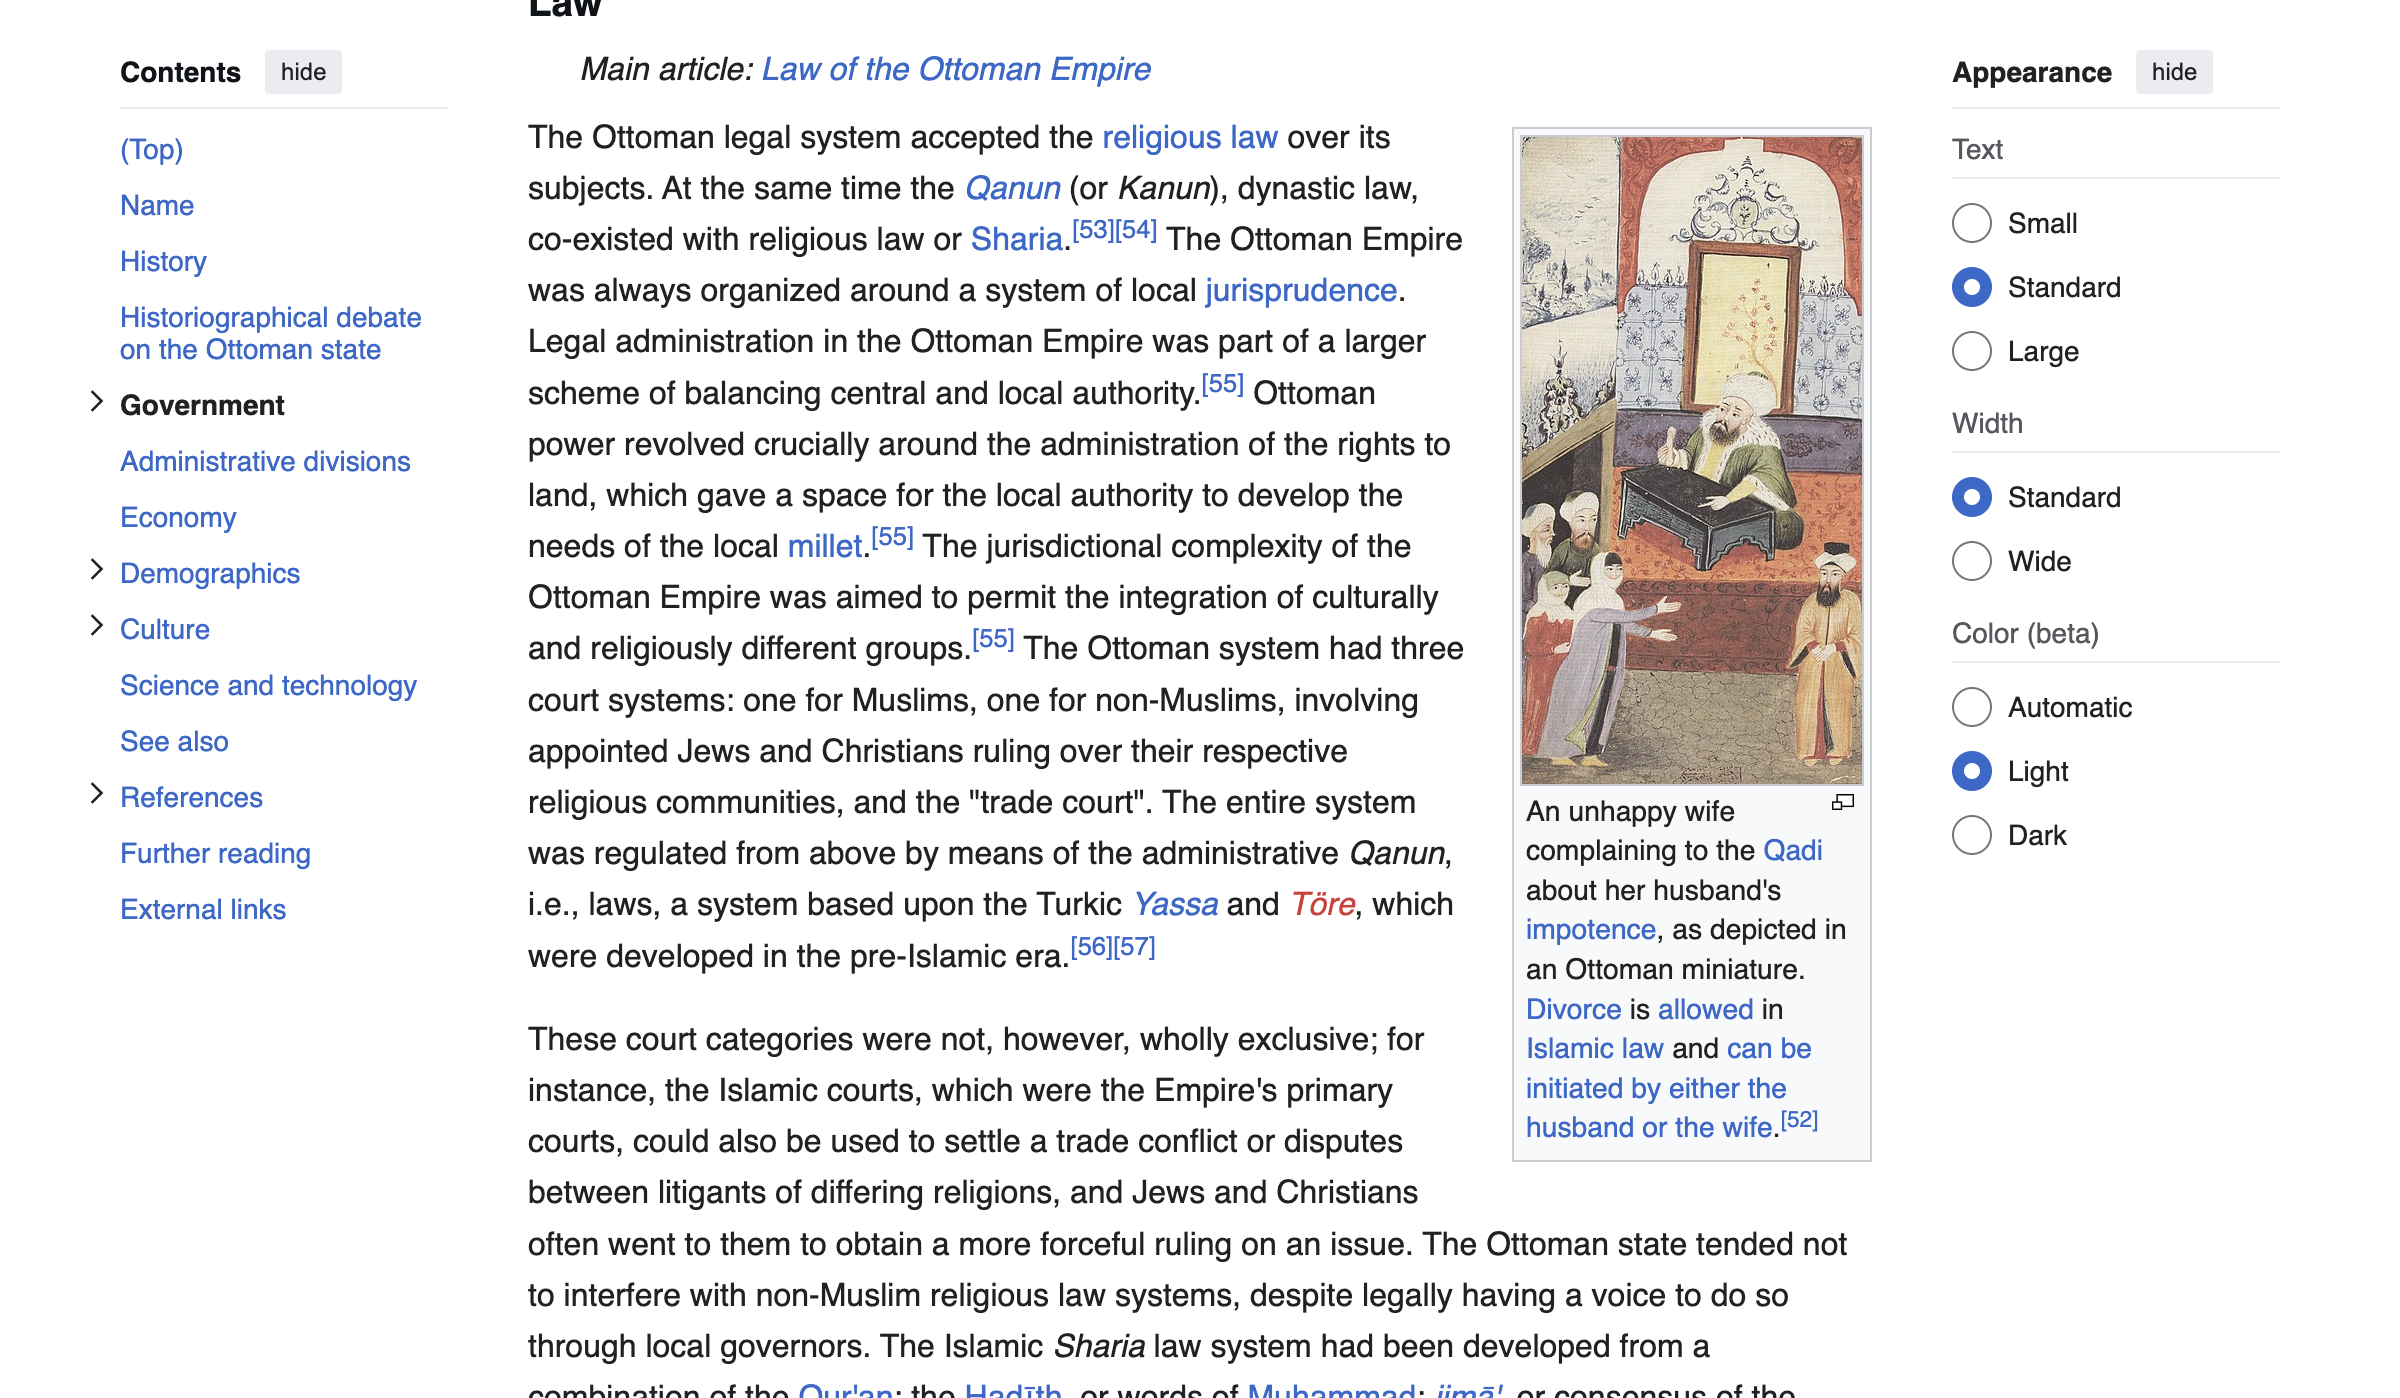 Law
Contents hide
(Top)
Name
History
Historiographical debate
on the Ottoman state
Government
Administrative divisions
Economy
Demographics
Culture
Science and technology
See also
References
Further reading
External links
Main article: Law of the Ottoman Empire
The Ottoman legal system accepted the religious law over its
subjects. At the same time the Qanun (or Kanun), dynastic law,
co-existed with religious law or Sharia.[53][54] The Ottoman Empire
was always organized around a system of local jurisprudence.
Legal administration in the Ottoman Empire was part of a larger
scheme of balancing central and local authority.[55] Ottoman
power revolved crucially around the administration of the rights to
land, which gave a space for the local authority to develop the
needs of the local millet.[55] The jurisdictional complexity of the
Ottoman Empire was aimed to permit the integration of culturally
and religiously different groups.[55] The Ottoman system had three
court systems: one for Muslims, one for non-Muslims, involving
appointed Jews and Christians ruling over their respective
religious communities, and the "trade court". The entire system
was regulated from above by means of the administrative Qanun,
i.e., laws, a system based upon the Turkic Yassa and Töre, which
were developed in the pre-Islamic era.[56][57]
These court categories were not, however, wholly exclusive; for
instance, the Islamic courts, which were the Empire's primary
courts, could also be used to settle a trade conflict or disputes
between litigants of differing religions, and Jews and Christians
often went to them to obtain a more forceful ruling on an issue. The Ottoman state tended not
to interfere with non-Muslim religious law systems, despite legally having a voice to do so
through local governors. The Islamic Sharia law system had been developed from a
combination of the Qur'an; the Hadīth, or words of Muhammad; ijmā', or consensus of the
An unhappy wife
complaining to the Qadi
about her husband's
impotence, as depicted in
an Ottoman miniature.
Divorce is allowed in
Islamic law and can be
initiated by either the
husband or the wife.[52]
Appearance hide
Text
Small
Standard
Large
Width
Standard
Wide
Color (beta)
Automatic
Light
Dark